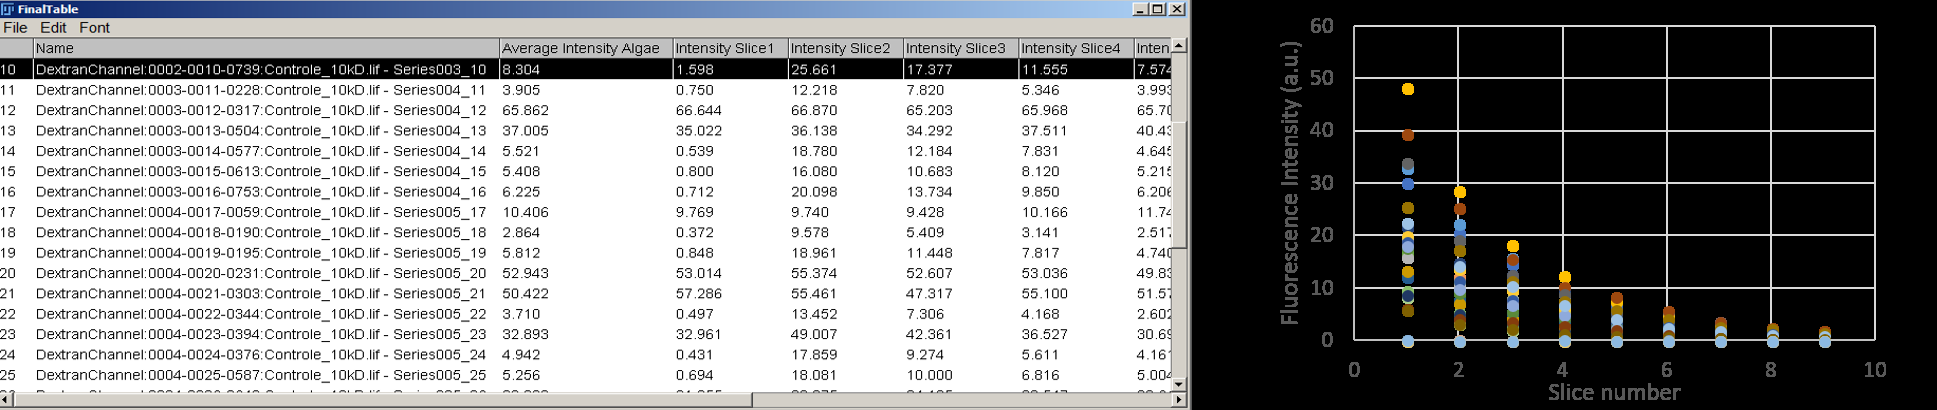 FinalTable
File Edit Font
Name Average Intensity Algae Intensity Slice1 Intensity Slice2 Intensity Slice3 Intensity Slice4 Inten
10 DextranChannel:0002-0010-0739:Controle_10kD.lif - Series003_10 8.304 1.598 25.661 17.377 11.555 7.574
11 DextranChannel:0003-0011-0228:Controle_10kD.lif - Series004_11 3.905 0.750 12.218 7.820 5.346 3.993
12 DextranChannel:0003-0012-0317:Controle_10kD.lif - Series004_12 65.862 66.644 66.870 65.203 65.968 65.70
13 DextranChannel:0003-0013-0504:Controle_10kD.lif - Series004_13 37.005 35.022 36.138 34.292 37.511 40.43
14 DextranChannel:0003-0014-0577:Controle_10kD.lif - Series004_14 5.521 0.539 18.780 12.184 7.831 4.645
15 DextranChannel:0003-0015-0613:Controle_10kD.lif - Series004_15 5.408 0.800 16.080 10.683 8.120 5.215
16 DextranChannel:0003-0016-0753:Controle_10kD.lif - Series004_16 6.225 0.712 20.098 13.734 9.850 6.206
17 DextranChannel:0004-0017-0059:Controle_10kD.lif - Series005_17 10.406 9.769 9.740 9.428 10.166 11.74
18 DextranChannel:0004-0018-0190:Controle_10kD.lif - Series005_18 2.864 0.372 9.578 5.409 3.141 2.517
19 DextranChannel:0004-0019-0195:Controle_10kD.lif - Series005_19 5.812 0.848 18.961 11.448 7.817 4.740
20 DextranChannel:0004-0020-0231:Controle_10kD.lif - Series005_20 52.943 53.014 55.374 52.607 53.036 49.83
21 DextranChannel:0004-0021-0303:Controle_10kD.lif - Series005_21 50.422 57.286 55.461 47.317 55.100 51.57
22 DextranChannel:0004-0022-0344:Controle_10kD.lif - Series005_22 3.710 0.497 13.452 7.306 4.168 2.602
23 DextranChannel:0004-0023-0394:Controle_10kD.lif - Series005_23 32.893 32.961 49.007 42.361 36.527 30.69
24 DextranChannel:0004-0024-0376:Controle_10kD.lif - Series005_24 4.942 0.431 17.859 9.274 5.611 4.161
25 DextranChannel:0004-0025-0587:Controle_10kD.lif - Series005_25 5.256 0.694 18.081 10.000 6.816 5.004
Fluorescence Intensity (a.u.)
60
50
40
30
20
10
0
0 2 4 6 8 10
Slice number